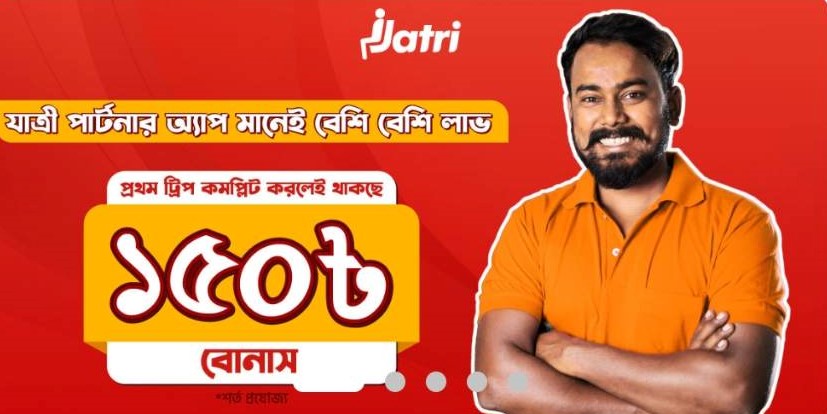 Jatri
যাত্রী পার্টনার অ্যাপ মানেই বেশি বেশি লাভ
প্রথম ট্রিপ কমপ্লিট করলেই থাকছে
১৫০৳
বোনাস
*শর্ত প্রযোজ্য